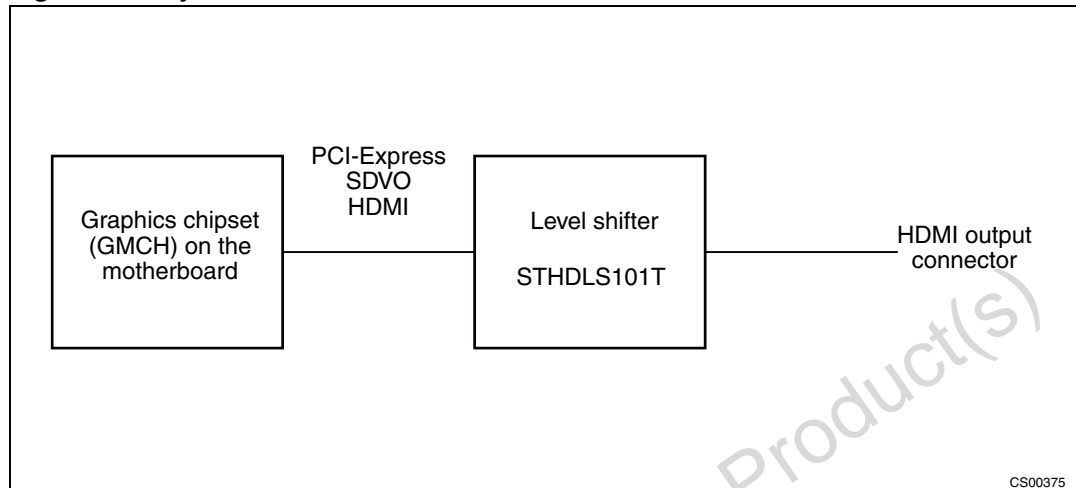 PCI-Express
SDVO
HDMI
Graphics chipset
(GMCH) on the
motherboard
Level shifter
STHDLS101T
HDMI output
connector
Product(s)
CS00375